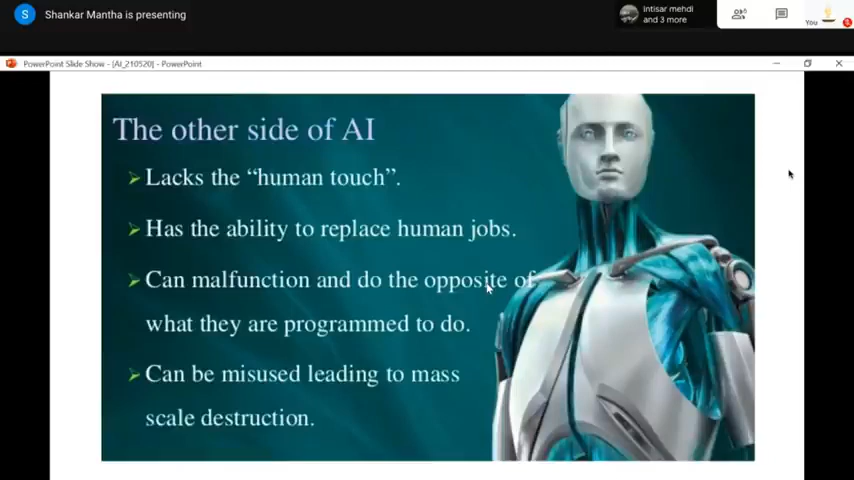 S Shankar Mantha is presenting
Intisar mehdi
and 3 more
You
PowerPoint Slide Show - [AI_210520] - PowerPoint
The other side of AI
Lacks the “human touch”.
Has the ability to replace human jobs.
Can malfunction and do the opposite of
what they are programmed to do.
Can be misused leading to mass
scale destruction.